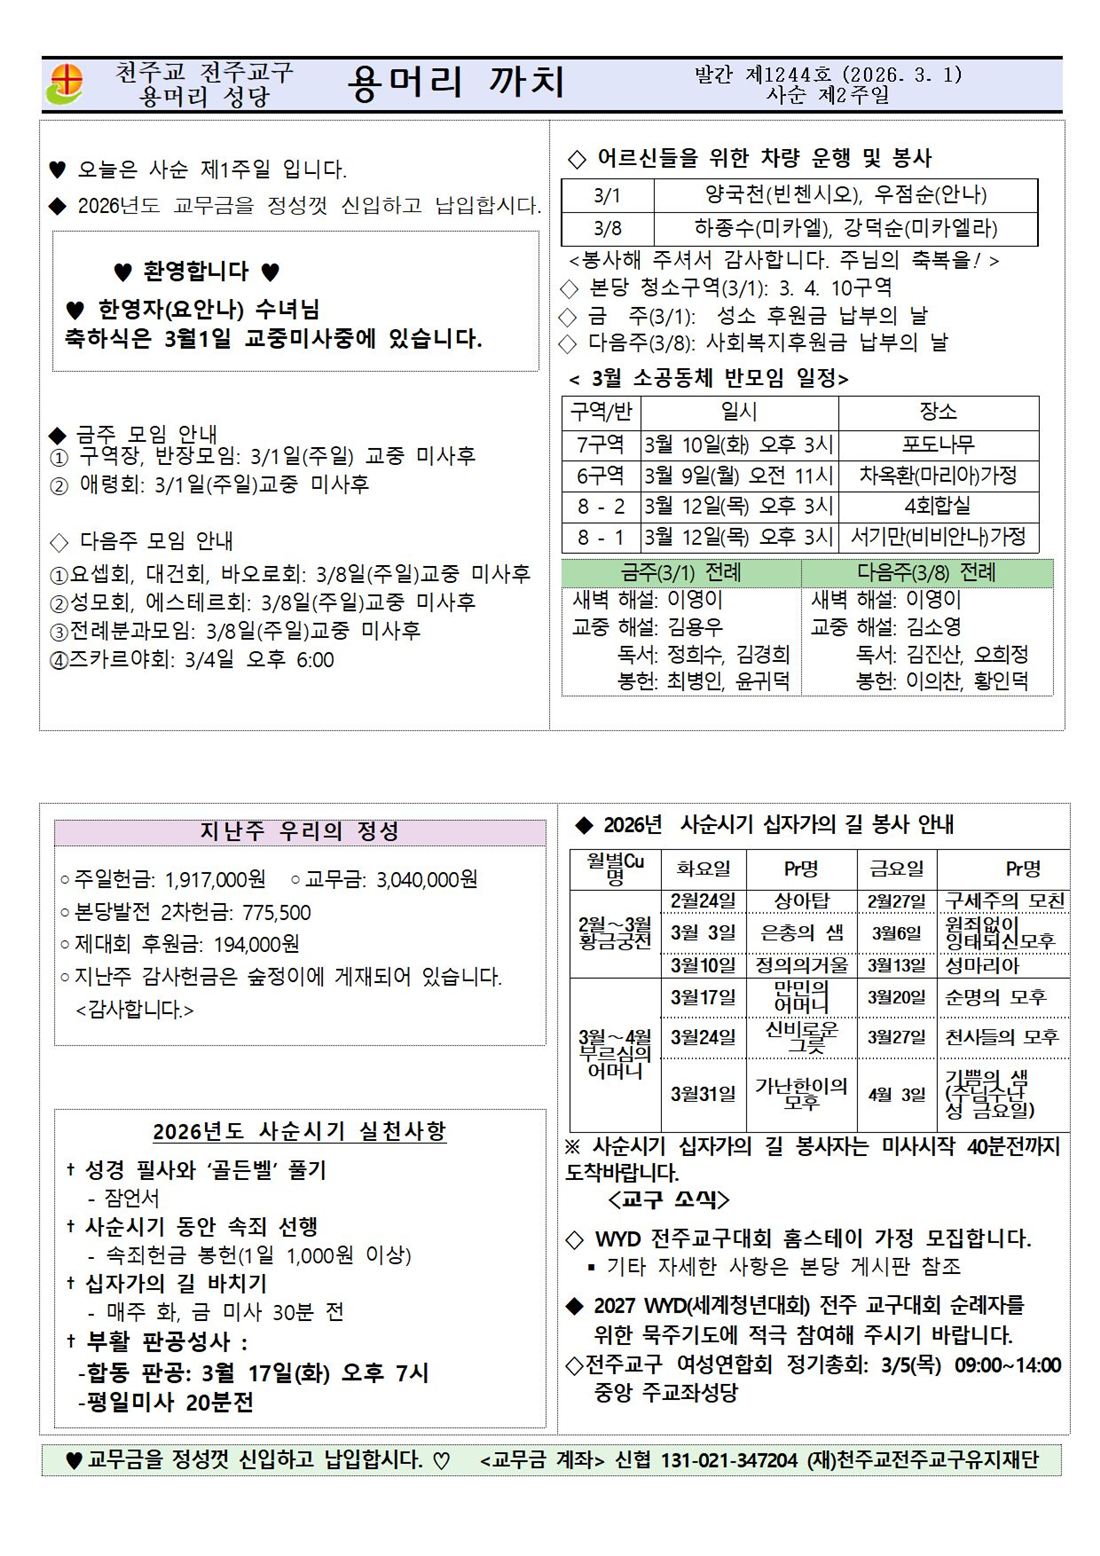 천주교 전주교구
용머리 성당
용머리 까치
발간 제1244호 (2026. 3. 1)
사순 제2주일
♥ 오늘은 사순 제1주일 입니다.
◆ 2026년도 교무금을 정성껏 신입하고 납입합시다.
♥ 환영합니다 ♥
♥ 한영자(요안나) 수녀님
축하식은 3월1일 교중미사중에 있습니다.
◆ 금주 모임 안내
① 구역장, 반장모임: 3/1일(주일) 교중 미사후
② 애령회: 3/1일(주일)교중 미사후
◇ 다음주 모임 안내
①요셉회, 대건회, 바오로회: 3/8일(주일)교중 미사후
②성모회, 에스테르회: 3/8일(주일)교중 미사후
③전례분과모임: 3/8일(주일)교중 미사후
④즈카르야회: 3/4일 오후 6:00
◇ 어르신들을 위한 차량 운행 및 봉사
3/1 양국천(빈첸시오), 우점순(안나)
3/8 하종수(미카엘), 강덕순(미카엘라)
<봉사해 주셔서 감사합니다. 주님의 축복을! >
◇ 본당 청소구역(3/1): 3. 4. 10구역
◇ 금 주(3/1): 성소 후원금 납부의 날
◇ 다음주(3/8): 사회복지후원금 납부의 날
< 3월 소공동체 반모임 일정>
구역/반 일시 장소
7구역 3월 10일(화) 오후 3시 포도나무
6구역 3월 9일(월) 오전 11시 차옥환(마리아)가정
8 - 2 3월 12일(목) 오후 3시 4회합실
8 - 1 3월 12일(목) 오후 3시 서기만(비비안나)가정
금주(3/1) 전례 다음주(3/8) 전례
새벽 해설: 이영이 새벽 해설: 이영이
교중 해설: 김용우 교중 해설: 김소영
독서: 정희수, 김경희 독서: 김진산, 오희정
봉헌: 최병인, 윤귀덕 봉헌: 이의찬, 황인덕
지난주 우리의 정성
○ 주일헌금: 1,917,000원 ○ 교무금: 3,040,000원
○ 본당발전 2차헌금: 775,500
○ 제대회 후원금: 194,000원
○ 지난주 감사헌금은 숲정이에 게재되어 있습니다.
<감사합니다.>
2026년도 사순시기 실천사항
† 성경 필사와 ‘골든벨’ 풀기
- 잠언서
† 사순시기 동안 속죄 선행
- 속죄헌금 봉헌(1일 1,000원 이상)
† 십자가의 길 바치기
- 매주 화, 금 미사 30분 전
† 부활 판공성사 :
-합동 판공: 3월 17일(화) 오후 7시
-평일미사 20분전
◆ 2026년 사순시기 십자가의 길 봉사 안내
월별Cu
명
화요일 Pr명 금요일 Pr명
2월～3월
황금궁전
2월24일 상아탑 2월27일 구세주의 모친
3월 3일 은총의 샘 3월6일 원죄없이
잉태되신모후
3월10일 정의의거울 3월13일 성마리아
3월～4월
부르심의
어머니
3월17일 만민의
어머니
3월20일 순명의 모후
3월24일 신비로운
그릇
3월27일 천사들의 모후
3월31일 가난한이의
모후
4월 3일 기쁨의 샘
(주님수난
성 금요일)
※ 사순시기 십자가의 길 봉사자는 미사시작 40분전까지
도착바랍니다.
<교구 소식>
◇ WYD 전주교구대회 홈스테이 가정 모집합니다.
▪ 기타 자세한 사항은 본당 게시판 참조
◆ 2027 WYD(세계청년대회) 전주 교구대회 순례자를
위한 묵주기도에 적극 참여해 주시기 바랍니다.
◇전주교구 여성연합회 정기총회: 3/5(목) 09:00~14:00
중앙 주교좌성당
♥ 교무금을 정성껏 신입하고 납입합시다. ♡ <교무금 계좌> 신협 131-021-347204 (재)천주교전주교구유지재단